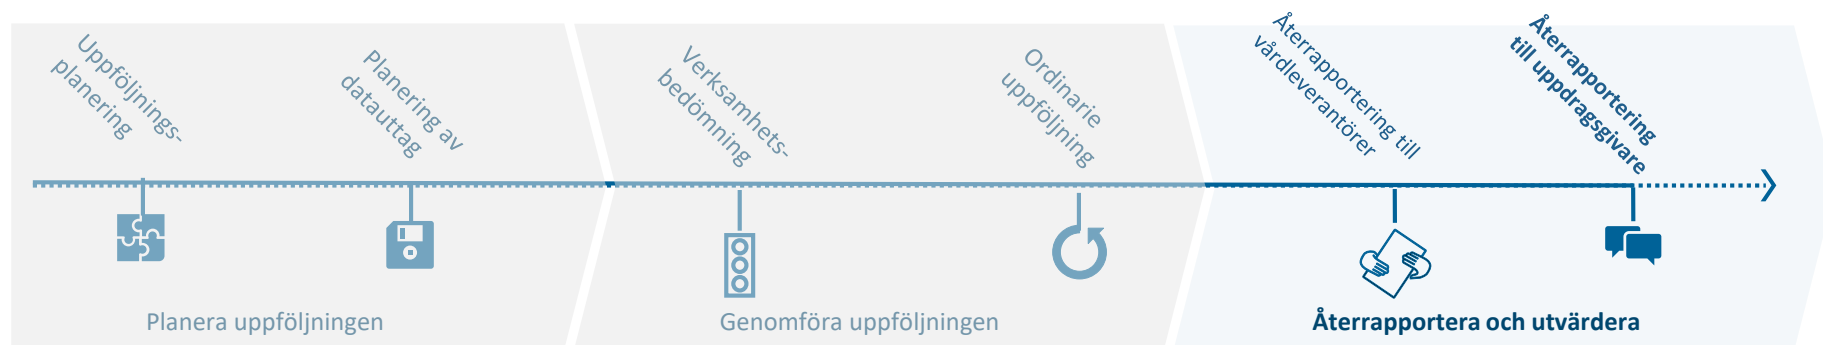 Uppföljnings-
planering
Planering av
datauttag
Verksamhets-
bedömning
Ordinarie
uppföljning
Återrapportering till
vårdleverantörer
Återrapportering
till uppdragsgivare
Planera uppföljningen
Genomföra uppföljningen
Återrapportera och utvärdera